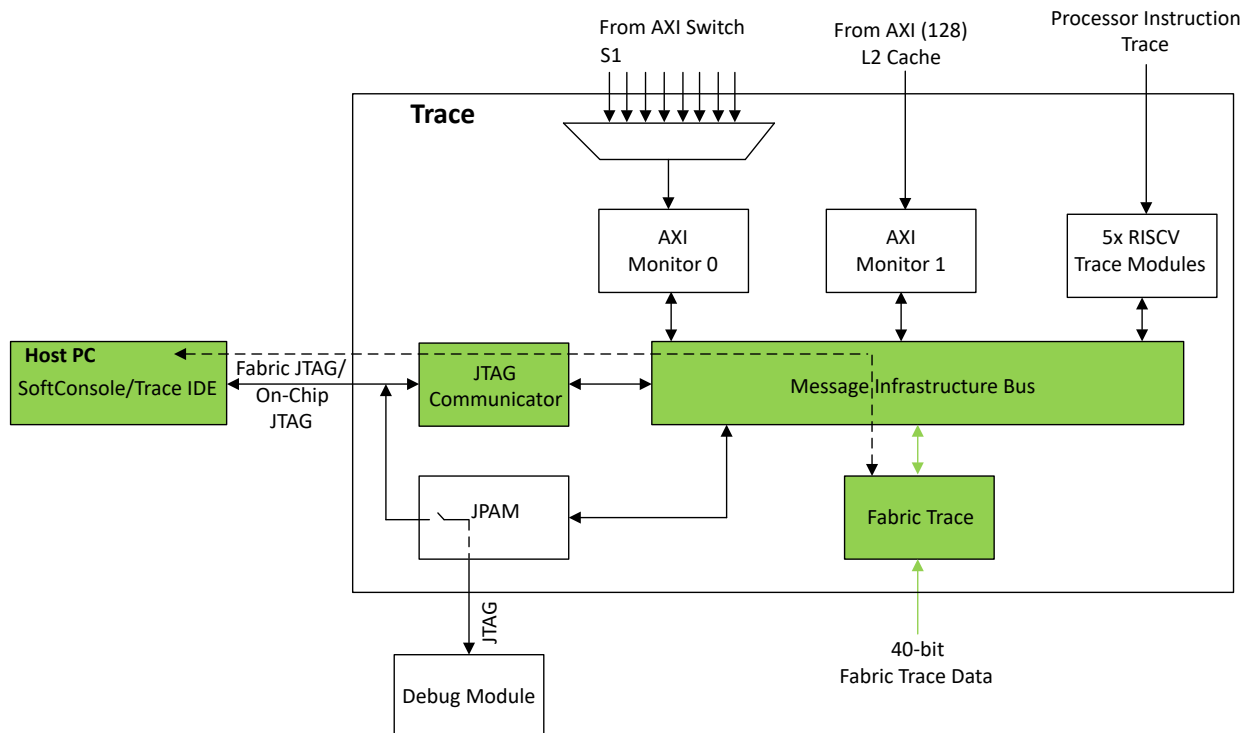 From AXI Switch
S1
From AXI (128)
L2 Cache
Processor Instruction
Trace
Trace
AXI
Monitor 0
AXI
Monitor 1
5x RISCV
Trace Modules
Host PC
SoftConsole/Trace IDE
Fabric JTAG/
On-Chip
JTAG
JTAG
Communicator
Message Infrastructure Bus
JPAM
Fabric Trace
JTAG
40-bit
Fabric Trace Data
Debug Module